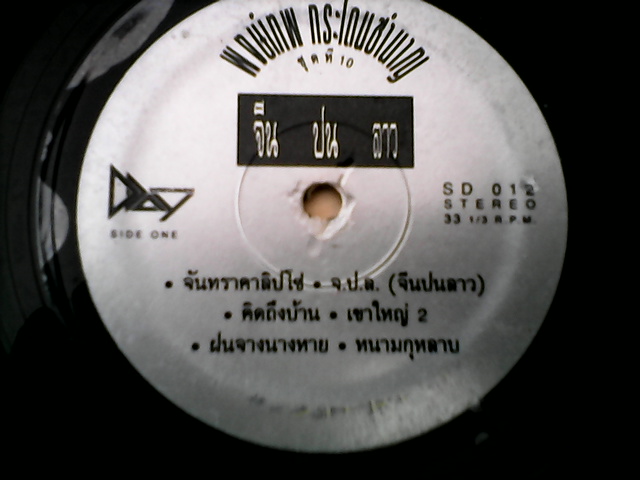 พานเทพ กระโดนชำนาญ
ชุดที่ 10
จีน ปน ลาว
SD 012
STEREO
33 1/3 R.P.M.
SIDE ONE
• จันทราคาลิปโซ่ • จ.ป.ล. (จีนปนลาว)
• คิดถึงบ้าน • เขาใหญ่ 2
• ฝนจางนางหาย • หนามกุหลาบ